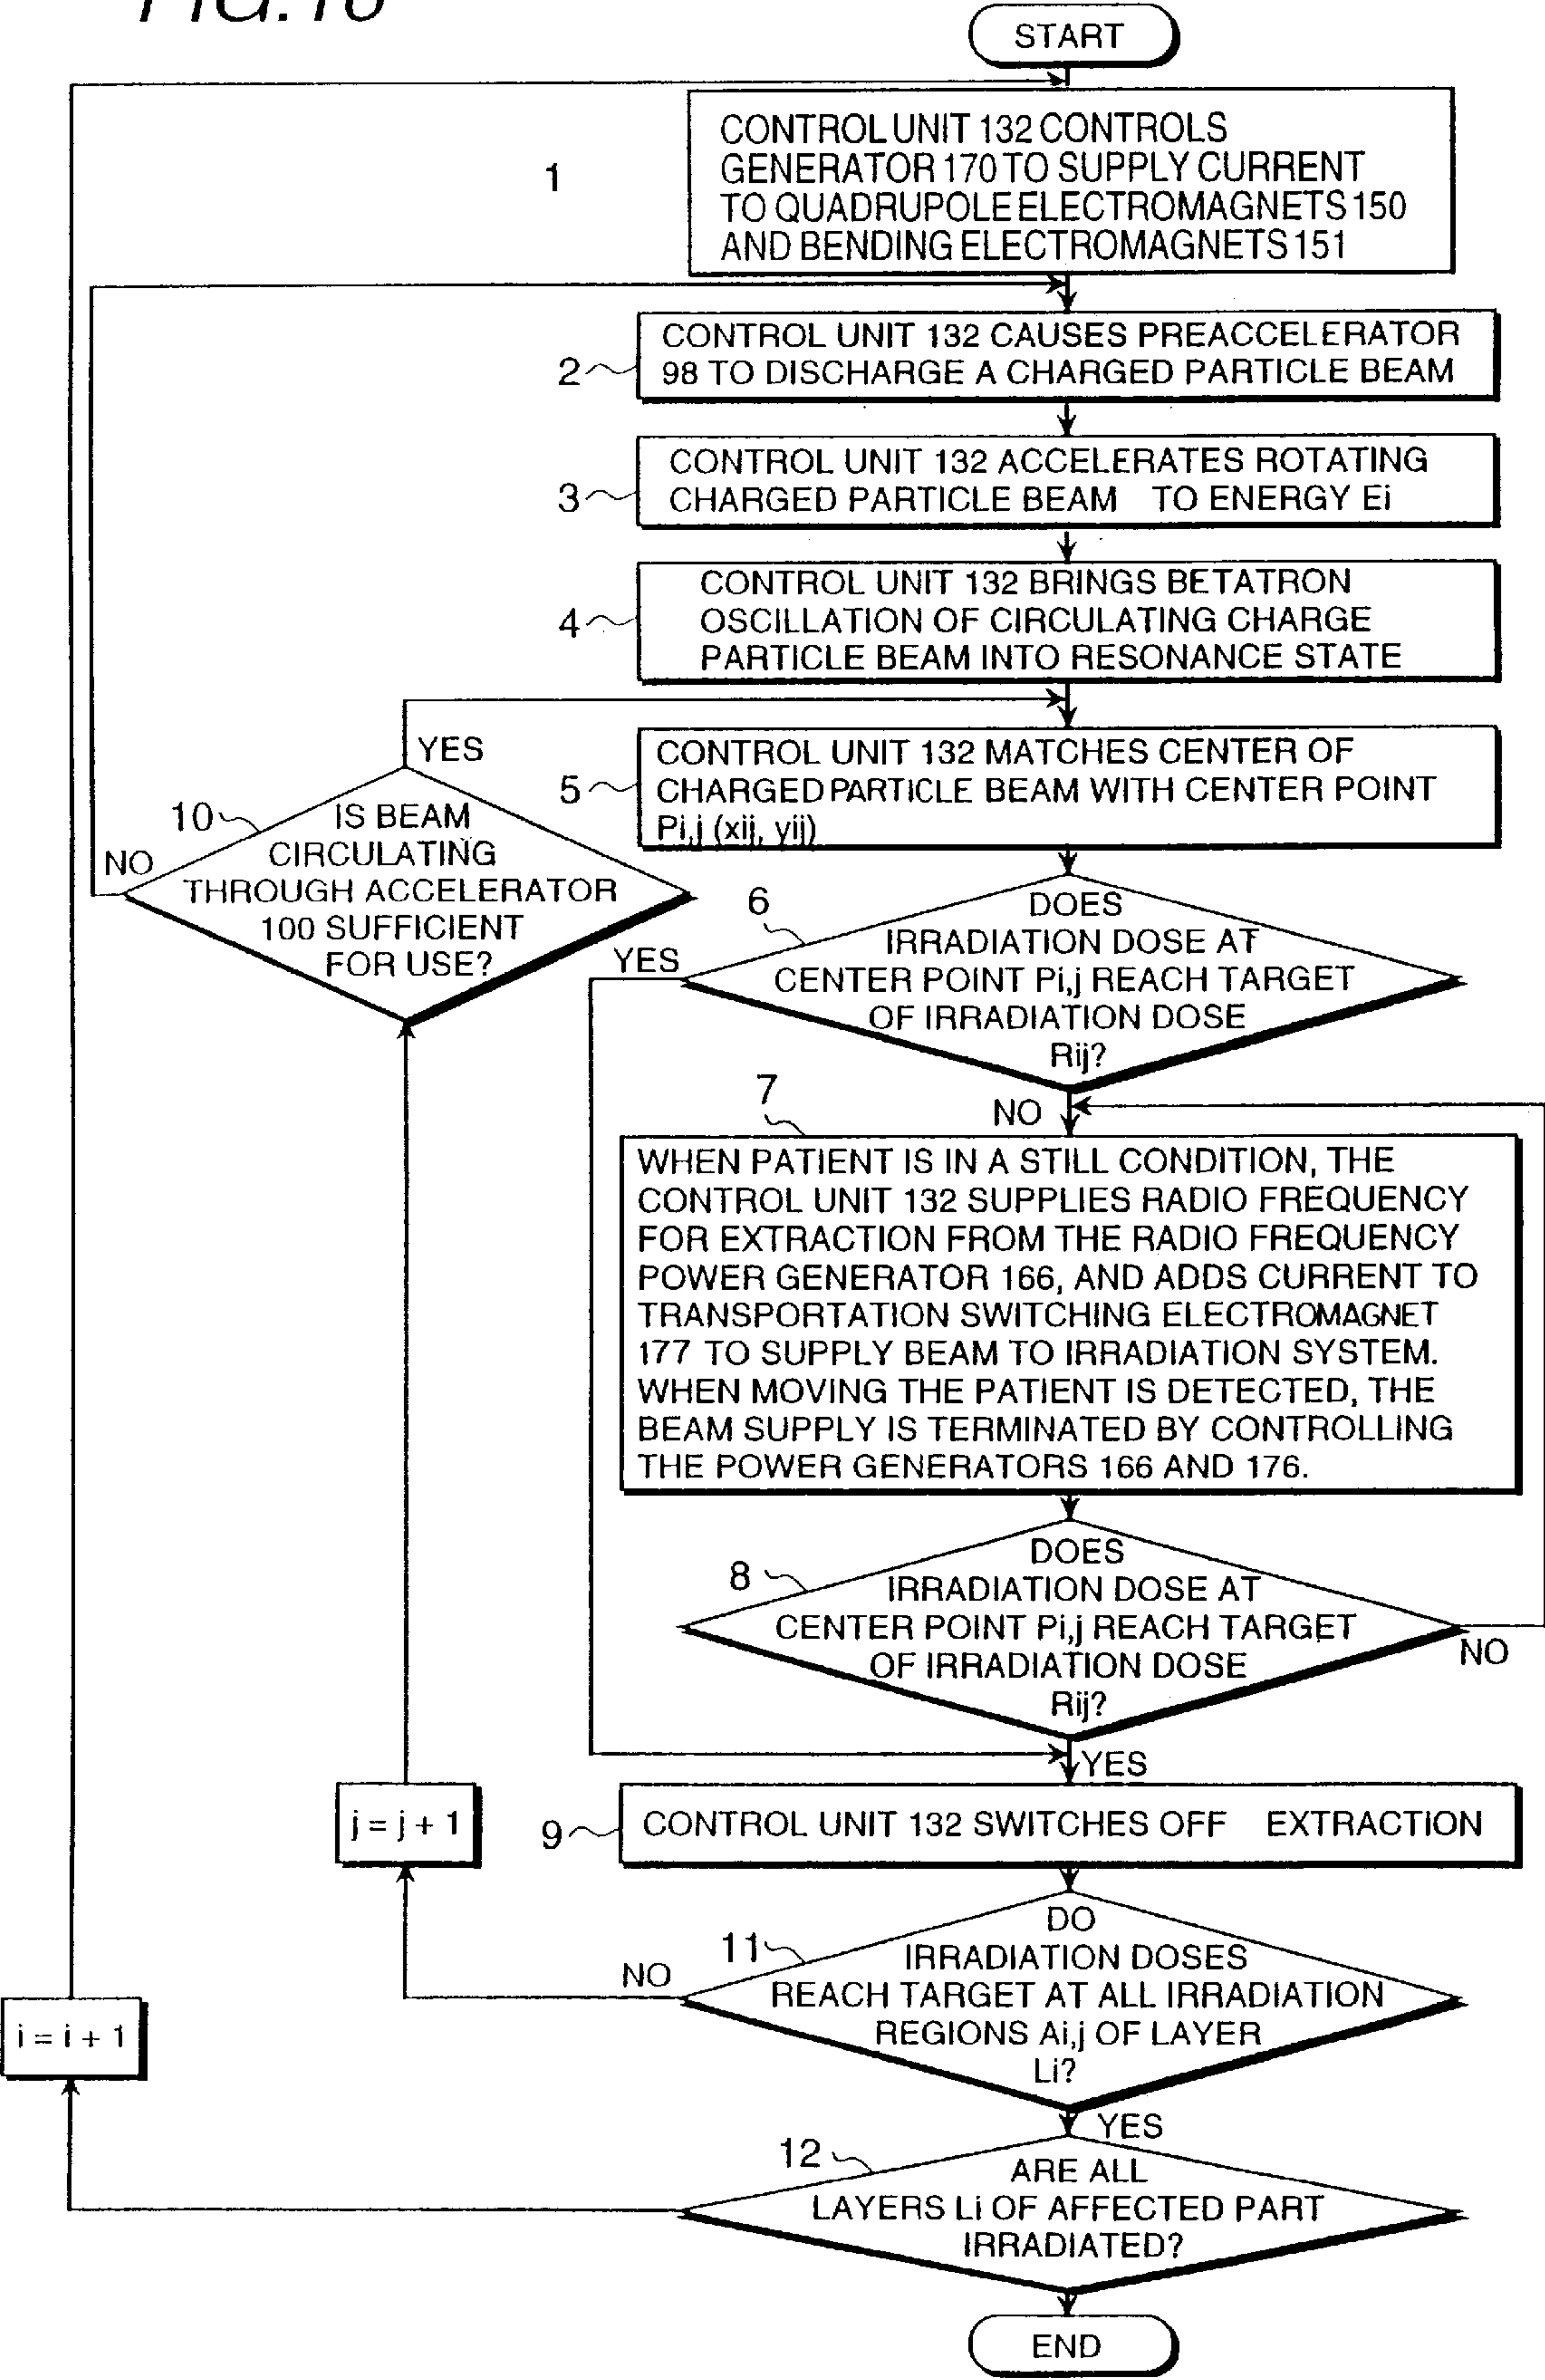 START
1
CONTROL UNIT 132 CONTROLS
GENERATOR 170 TO SUPPLY CURRENT
TO QUADRUPOLE ELECTROMAGNETS 150
AND BENDING ELECTROMAGNETS 151
2
CONTROL UNIT 132 CAUSES PREACCELERATOR
98 TO DISCHARGE A CHARGED PARTICLE BEAM
3
CONTROL UNIT 132 ACCELERATES ROTATING
CHARGED PARTICLE BEAM TO ENERGY Ei
4
CONTROL UNIT 132 BRINGS BETATRON
OSCILLATION OF CIRCULATING CHARGE
PARTICLE BEAM INTO RESONANCE STATE
5
CONTROL UNIT 132 MATCHES CENTER OF
CHARGED PARTICLE BEAM WITH CENTER POINT
Pi,j (xij, yij)
YES
10
IS BEAM
CIRCULATING
THROUGH ACCELERATOR
100 SUFFICIENT
FOR USE?
NO
6
DOES
IRRADIATION DOSE AT
CENTER POINT Pi,j REACH TARGET
OF IRRADIATION DOSE
Rij?
YES
NO
7
WHEN PATIENT IS IN A STILL CONDITION, THE
CONTROL UNIT 132 SUPPLIES RADIO FREQUENCY
FOR EXTRACTION FROM THE RADIO FREQUENCY
POWER GENERATOR 166, AND ADDS CURRENT TO
TRANSPORTATION SWITCHING ELECTROMAGNET
177 TO SUPPLY BEAM TO IRRADIATION SYSTEM.
WHEN MOVING THE PATIENT IS DETECTED, THE
BEAM SUPPLY IS TERMINATED BY CONTROLLING
THE POWER GENERATORS 166 AND 176.
8
DOES
IRRADIATION DOSE AT
CENTER POINT Pi,j REACH TARGET
OF IRRADIATION DOSE
Rij?
NO
YES
j = j + 1
9
CONTROL UNIT 132 SWITCHES OFF EXTRACTION
11
DO
IRRADIATION DOSES
REACH TARGET AT ALL IRRADIATION
REGIONS Ai,j OF LAYER
Li?
NO
i = i + 1
YES
12
ARE ALL
LAYERS Li OF AFFECTED PART
IRRADIATED?
END